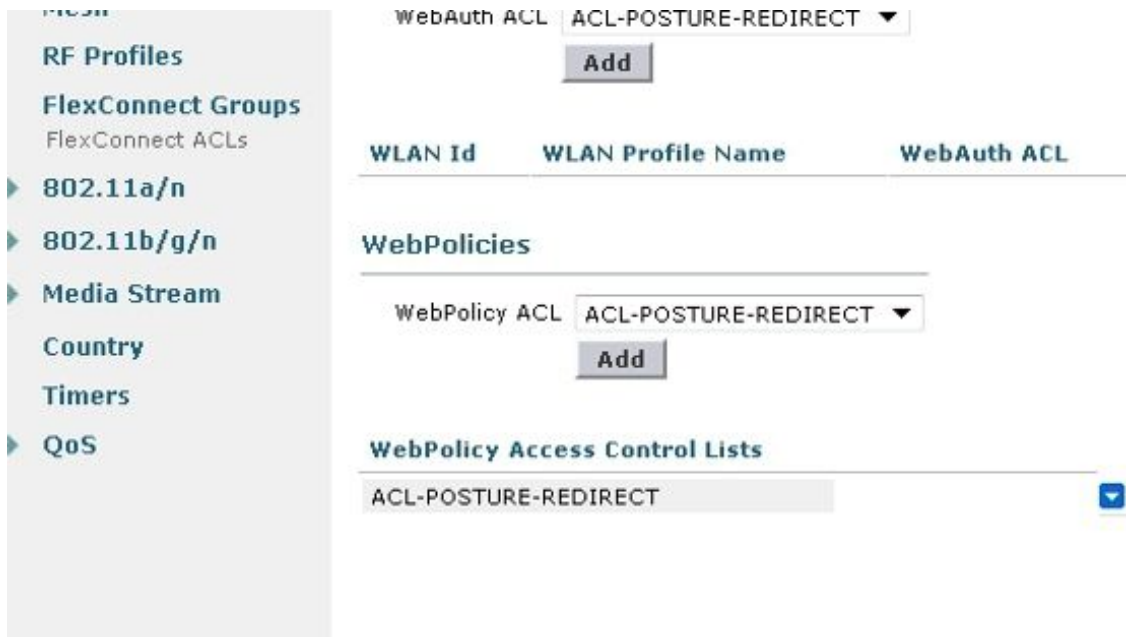 Mesh
RF Profiles
FlexConnect Groups
FlexConnect ACLs
802.11a/n
802.11b/g/n
Media Stream
Country
Timers
QoS
WebAuth ACL ACL-POSTURE-REDIRECT
Add
WLAN Id WLAN Profile Name WebAuth ACL
WebPolicies
WebPolicy ACL ACL-POSTURE-REDIRECT
Add
WebPolicy Access Control Lists
ACL-POSTURE-REDIRECT